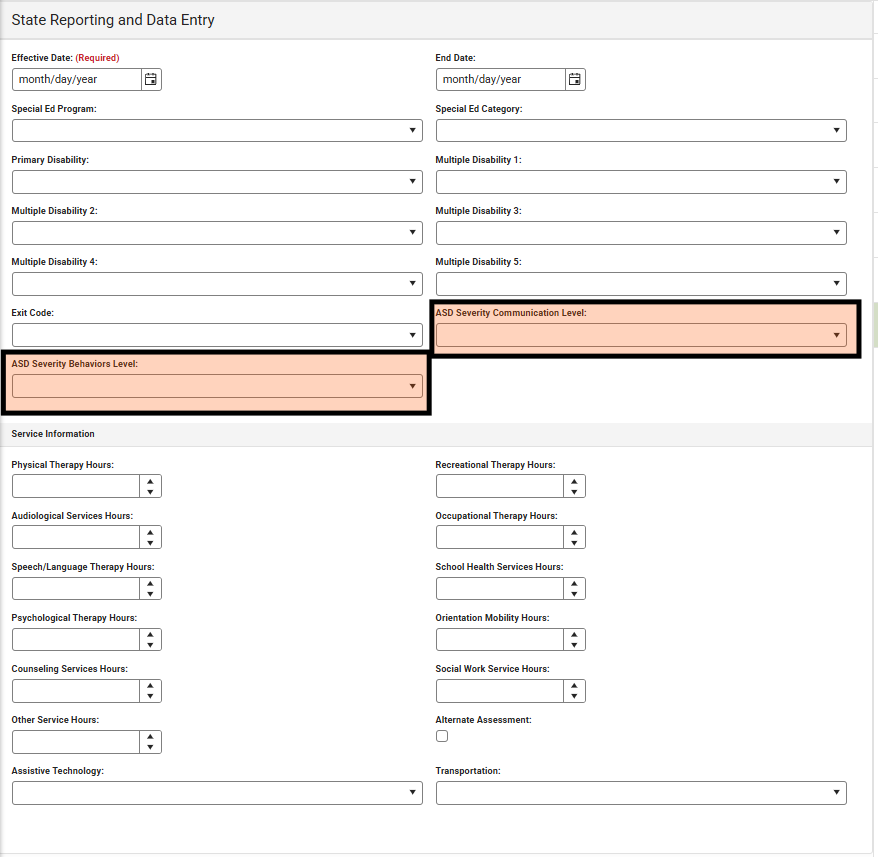 State Reporting and Data Entry
Effective Date: (Required)
End Date:
month/day/year
month/day/year
Special Ed Program:
Special Ed Category:
Primary Disability:
Multiple Disability 1:
Multiple Disability 2:
Multiple Disability 3:
Multiple Disability 4:
Multiple Disability 5:
Exit Code:
ASD Severity Communication Level:
ASD Severity Behaviors Level:
Service Information
Physical Therapy Hours:
Recreational Therapy Hours:
Audiological Services Hours:
Occupational Therapy Hours:
Speech/Language Therapy Hours:
School Health Services Hours:
Psychological Therapy Hours:
Orientation Mobility Hours:
Counseling Services Hours:
Social Work Service Hours:
Other Service Hours:
Alternate Assessment:
Assistive Technology:
Transportation: